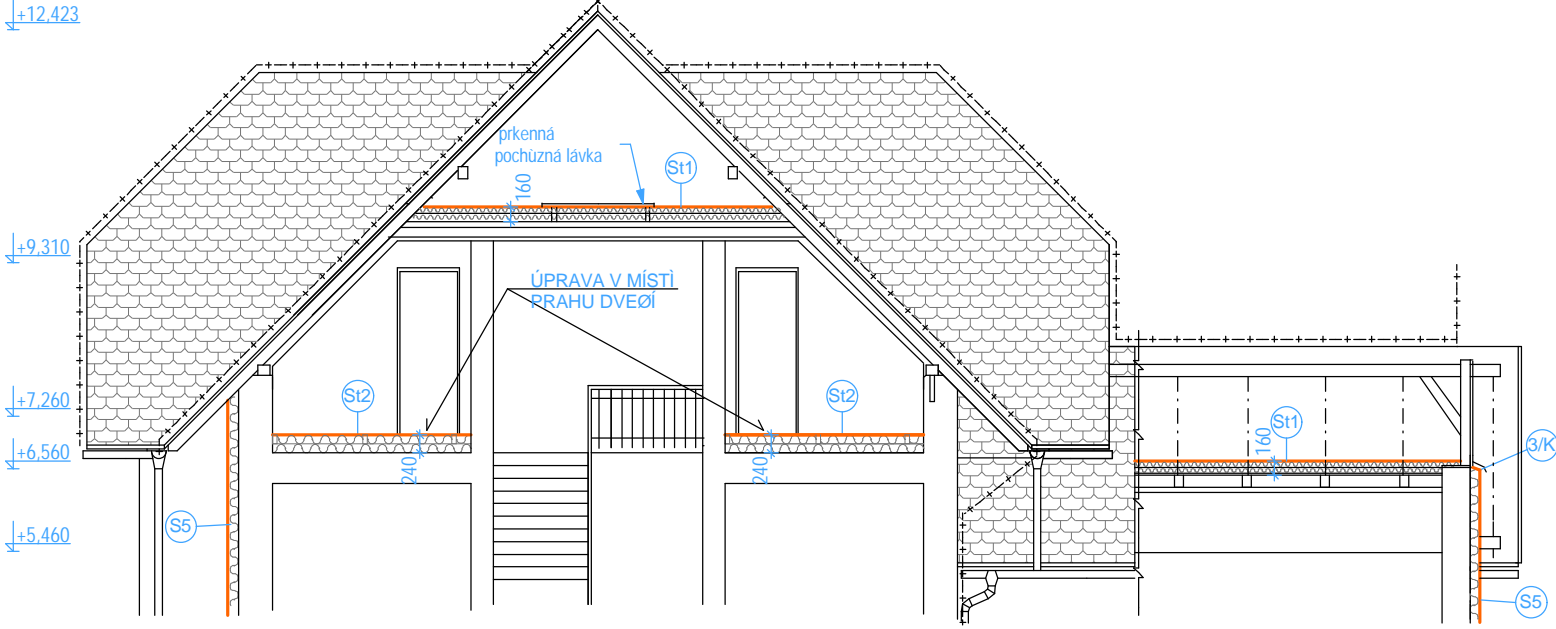 +12,423
prkenná
pochùzná lávka
160
St1
+9,310
ÚPRAVA V MÍSTÌ
PRAHU DVEØÍ
+7,260
St2
St2
+6,560
240
240
160
St1
3/K
S5
+5,460
S5